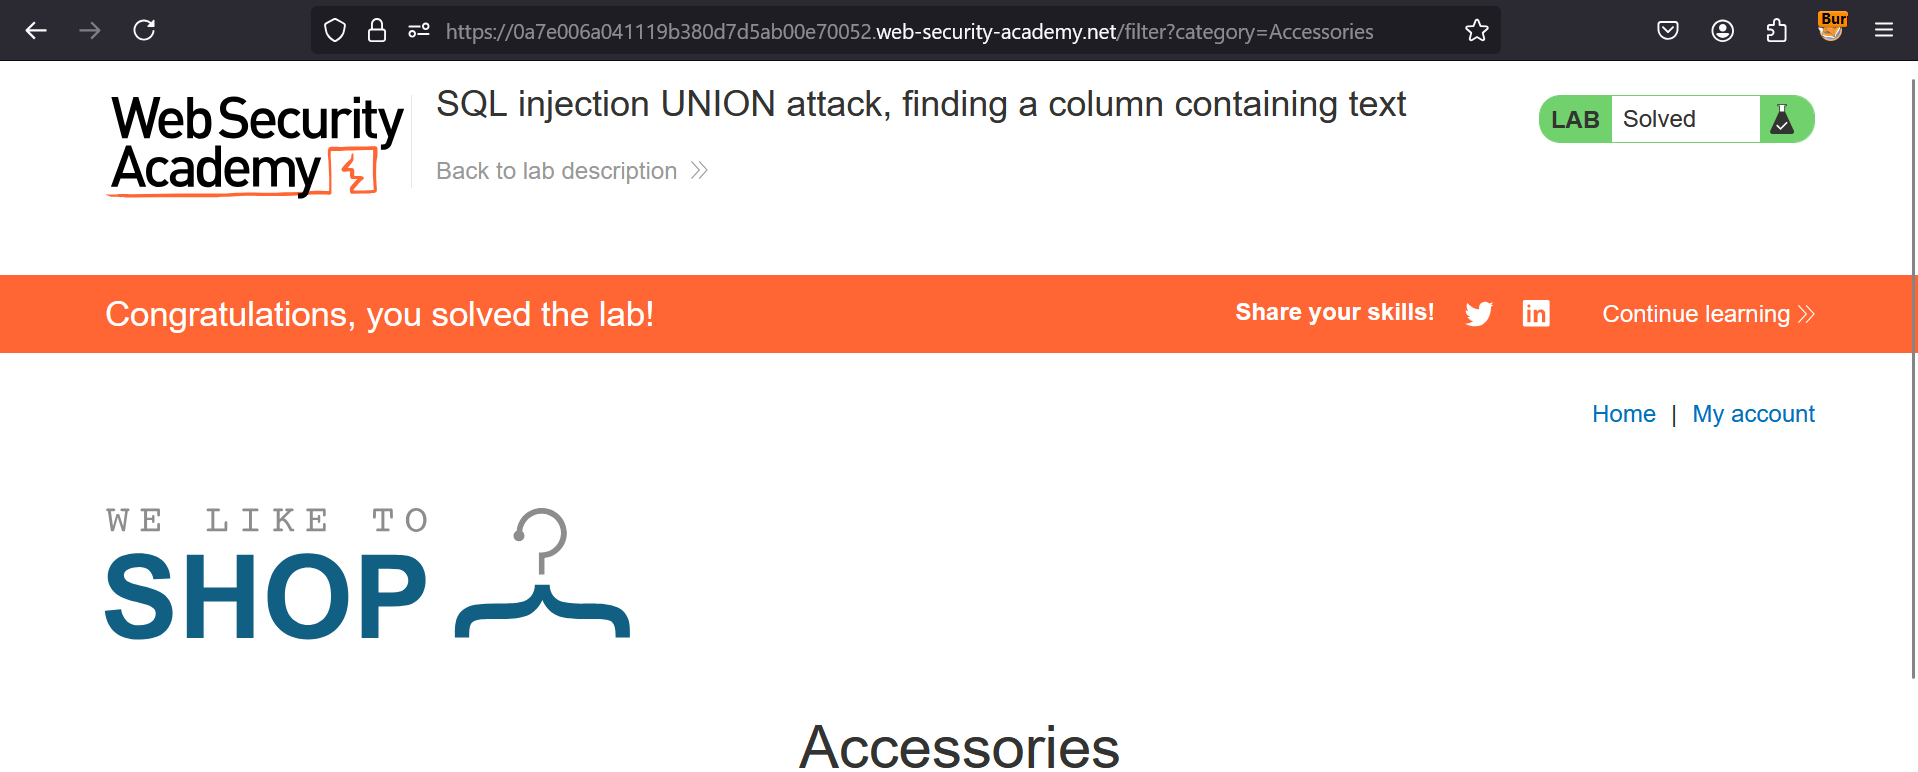 Bur
https://0a7e006a041119b380d7d5ab00e70052.web-security-academy.net/filter?category=Accessories
Web Security
Academy
SQL injection UNION attack, finding a column containing text
Back to lab description
LAB Solved
Congratulations, you solved the lab!
Share your skills!
in
Continue learning
Home | My account
WE LIKE TO
SHOP
Accessories